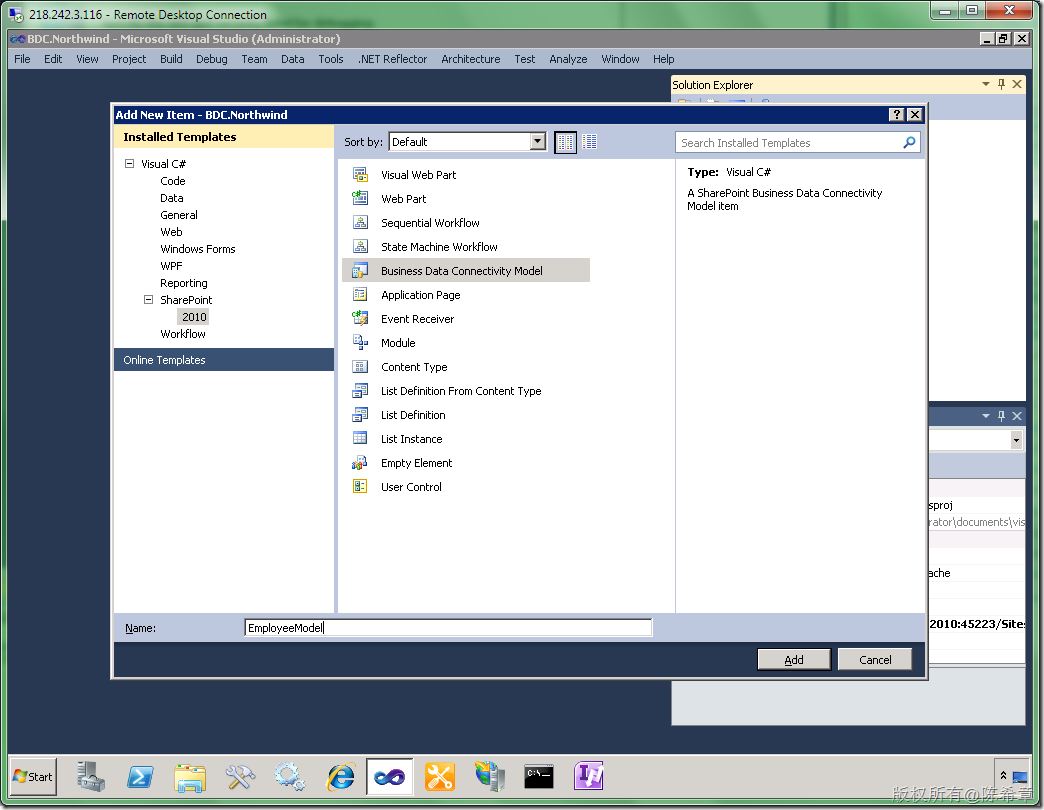 218.242.3.116 - Remote Desktop Connection
BDC.Northwind - Microsoft Visual Studio (Administrator)
File Edit View Project Build Debug Team Data Tools .NET Reflector Architecture Test Analyze Window Help
Solution Explorer
Add New Item - BDC.Northwind
Installed Templates
Sort by: Default
Search Installed Templates
Visual C#
Code
Data
General
Web
Windows Forms
WPF
Reporting
SharePoint
2010
Workflow
Online Templates
Visual Web Part
Web Part
Sequential Workflow
State Machine Workflow
Business Data Connectivity Model
Application Page
Event Receiver
Module
Content Type
List Definition From Content Type
List Definition
List Instance
Empty Element
User Control
Type: Visual C#
A SharePoint Business Data Connectivity
Model item
sproj
rator\documents\vis
ache
2010:45223/Site
Name: EmployeeModel
Add Cancel
Start
C:\
版权所有@陈希章